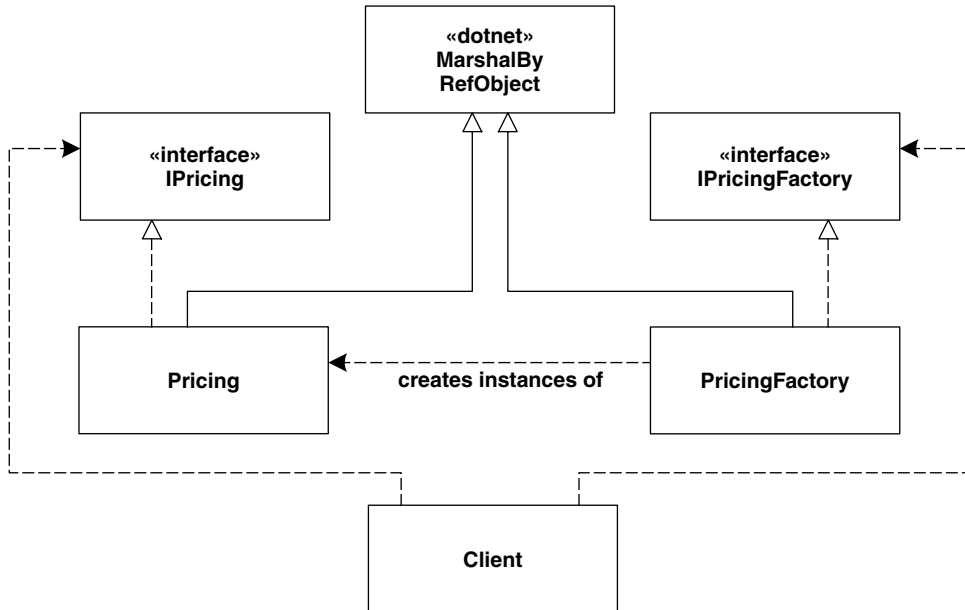 «dotnet»
MarshalBy
RefObject
«interface»
IPricing
«interface»
IPricingFactory
Pricing
creates instances of
PricingFactory
Client